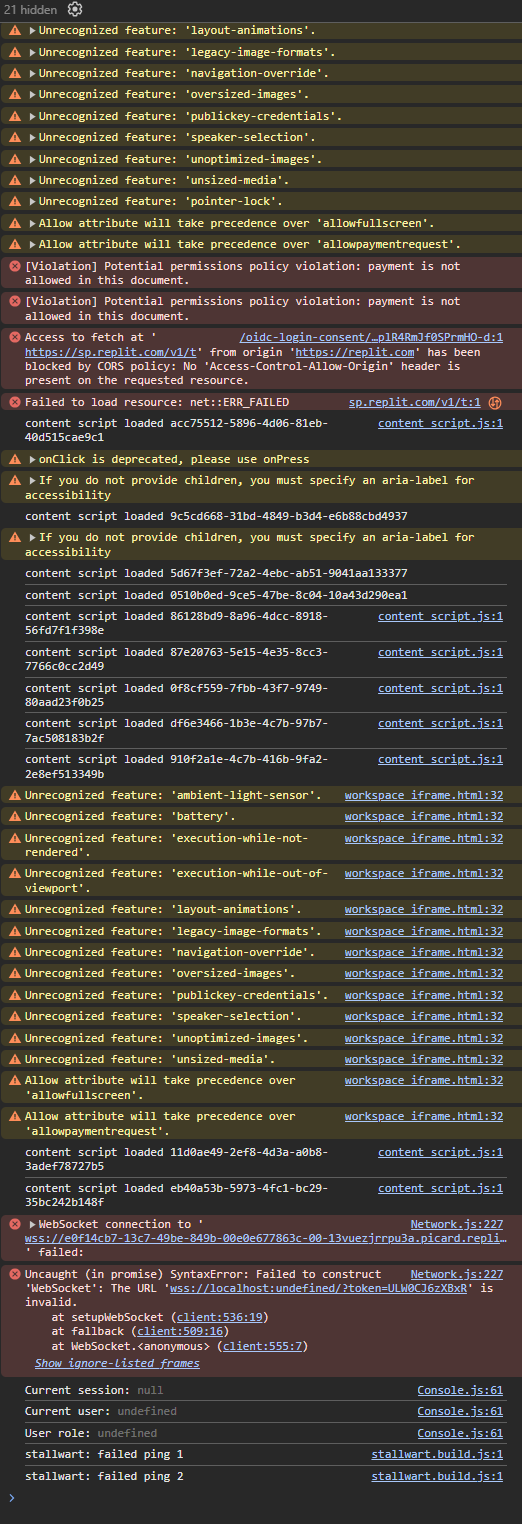 21 hidden
Unrecognized feature: 'layout-animations'.
Unrecognized feature: 'legacy-image-formats'.
Unrecognized feature: 'navigation-override'.
Unrecognized feature: 'oversized-images'.
Unrecognized feature: 'publickey-credentials'.
Unrecognized feature: 'speaker-selection'.
Unrecognized feature: 'unoptimized-images'.
Unrecognized feature: 'unsized-media'.
Unrecognized feature: 'pointer-lock'.
Allow attribute will take precedence over 'allowfullscreen'.
Allow attribute will take precedence over 'allowpaymentrequest'.
[Violation] Potential permissions policy violation: payment is not
allowed in this document.
[Violation] Potential permissions policy violation: payment is not
allowed in this document.
Access to fetch at ' /oidc-login-consent/…plR4RmJf0SPrmHO-d:1
https://sp.replit.com/v1/t' from origin 'https://replit.com' has been
blocked by CORS policy: No 'Access-Control-Allow-Origin' header is
present on the requested resource.
Failed to load resource: net::ERR_FAILED sp.replit.com/v1/t:1
content script loaded acc75512-5896-4d06-81eb- content script.js:1
40d515cae9c1
onClick is deprecated, please use onPress
If you do not provide children, you must specify an aria-label for
accessibility
content script loaded 9c5cd668-31bd-4849-b3d4-e6b88cbd4937
If you do not provide children, you must specify an aria-label for
accessibility
content script loaded 5d67f3ef-72a2-4ebc-ab51-9041aa133377
content script loaded 0510b0ed-9ce5-47be-8c04-10a43d290ea1
content script loaded 86128bd9-8a96-4dcc-8918- content script.js:1
56fd7f1f398e
content script loaded 87e20763-5e15-4e35-8cc3- content script.js:1
7766c0cc2d49
content script loaded 0f8cf559-7fbb-43f7-9749- content script.js:1
80aad23f0b25
content script loaded df6e3466-1b3e-4c7b-97b7- content script.js:1
7ac508183b2f
content script loaded 910f2a1e-4c7b-416b-9fa2- content script.js:1
2e8ef513349b
Unrecognized feature: 'ambient-light-sensor'. workspace iframe.html:32
Unrecognized feature: 'battery'. workspace iframe.html:32
Unrecognized feature: 'execution-while-not- workspace iframe.html:32
rendered'.
Unrecognized feature: 'execution-while-out-of- workspace iframe.html:32
viewport'.
Unrecognized feature: 'layout-animations'. workspace iframe.html:32
Unrecognized feature: 'legacy-image-formats'. workspace iframe.html:32
Unrecognized feature: 'navigation-override'. workspace iframe.html:32
Unrecognized feature: 'oversized-images'. workspace iframe.html:32
Unrecognized feature: 'publickey-credentials'. workspace iframe.html:32
Unrecognized feature: 'speaker-selection'. workspace iframe.html:32
Unrecognized feature: 'unoptimized-images'. workspace iframe.html:32
Unrecognized feature: 'unsized-media'. workspace iframe.html:32
Allow attribute will take precedence over workspace iframe.html:32
'allowfullscreen'.
Allow attribute will take precedence over workspace iframe.html:32
'allowpaymentrequest'.
content script loaded 11d0ae49-2ef8-4d3a-a0b8- content script.js:1
3adef78727b5
content script loaded eb40a53b-5973-4fc1-bc29- content script.js:1
35bc242b148f
WebSocket connection to ' Network.js:227
wss://e0f14cb7-13c7-49be-849b-00e0e677863c-00-13vuezjrrpu3a.picard.repli…
' failed:
Uncaught (in promise) SyntaxError: Failed to construct Network.js:227
'WebSocket': The URL 'wss://localhost:undefined/?token=ULW0CJ6zXBxR' is
invalid.
at setupWebSocket (client:536:19)
at fallback (client:509:16)
at WebSocket.<anonymous> (client:555:7)
Show ignore-listed frames
Current session: null Console.js:61
Current user: undefined Console.js:61
User role: undefined Console.js:61
stallwart: failed ping 1 stallwart.build.js:1
stallwart: failed ping 2 stallwart.build.js:1